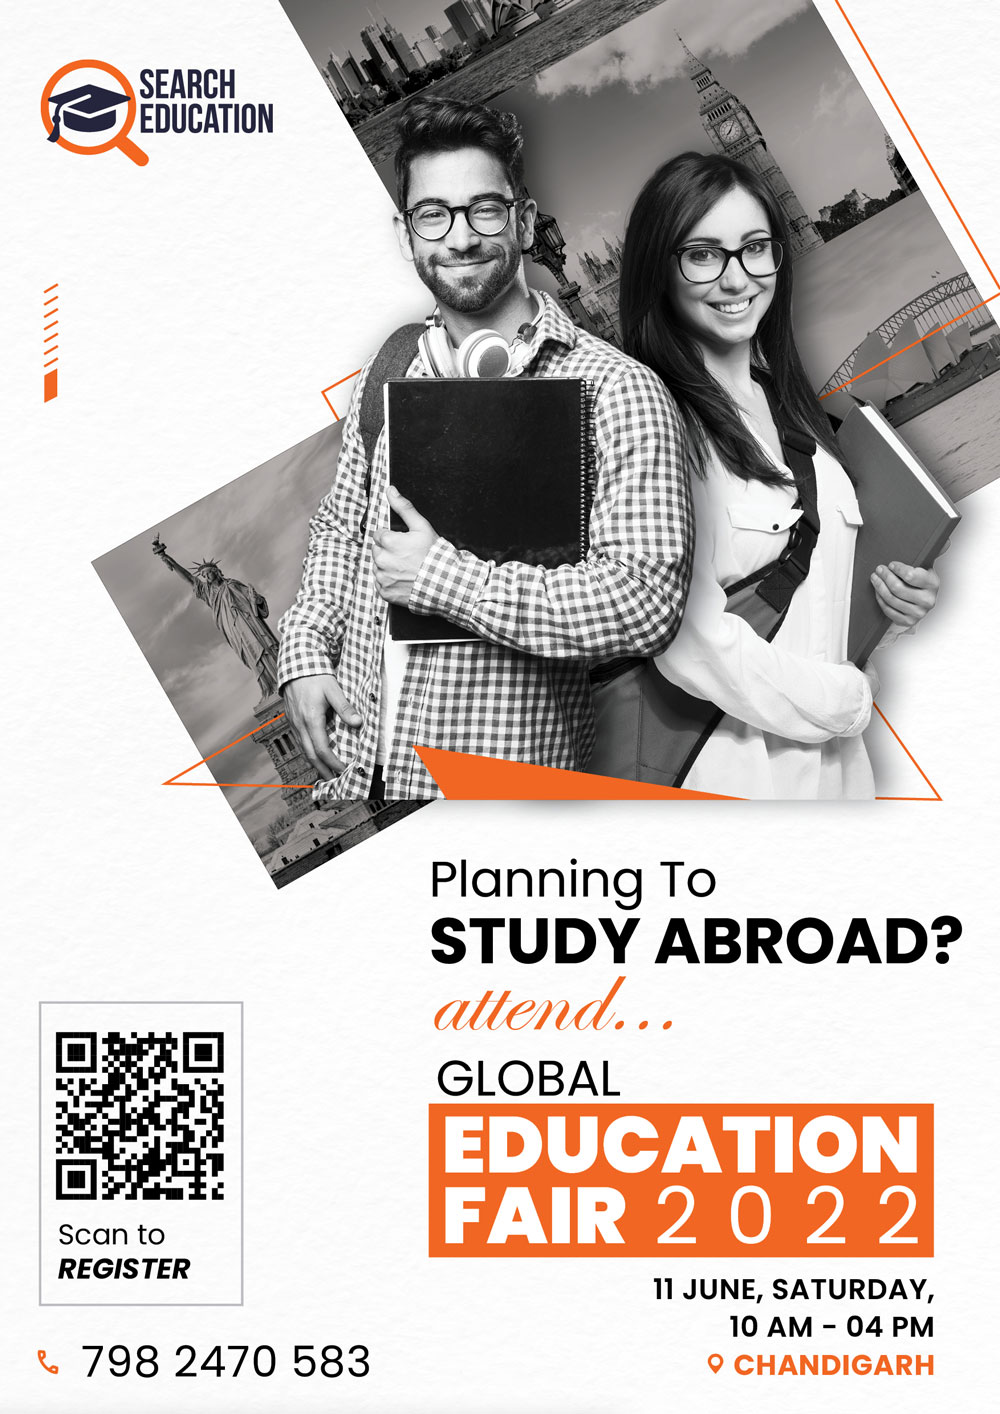 SEARCH
EDUCATION
Planning To
STUDY ABROAD?
attend...
GLOBAL
EDUCATION
FAIR 2022
11 JUNE, SATURDAY,
10 AM - 04 PM
CHANDIGARH
Scan to
REGISTER
798 2470 583